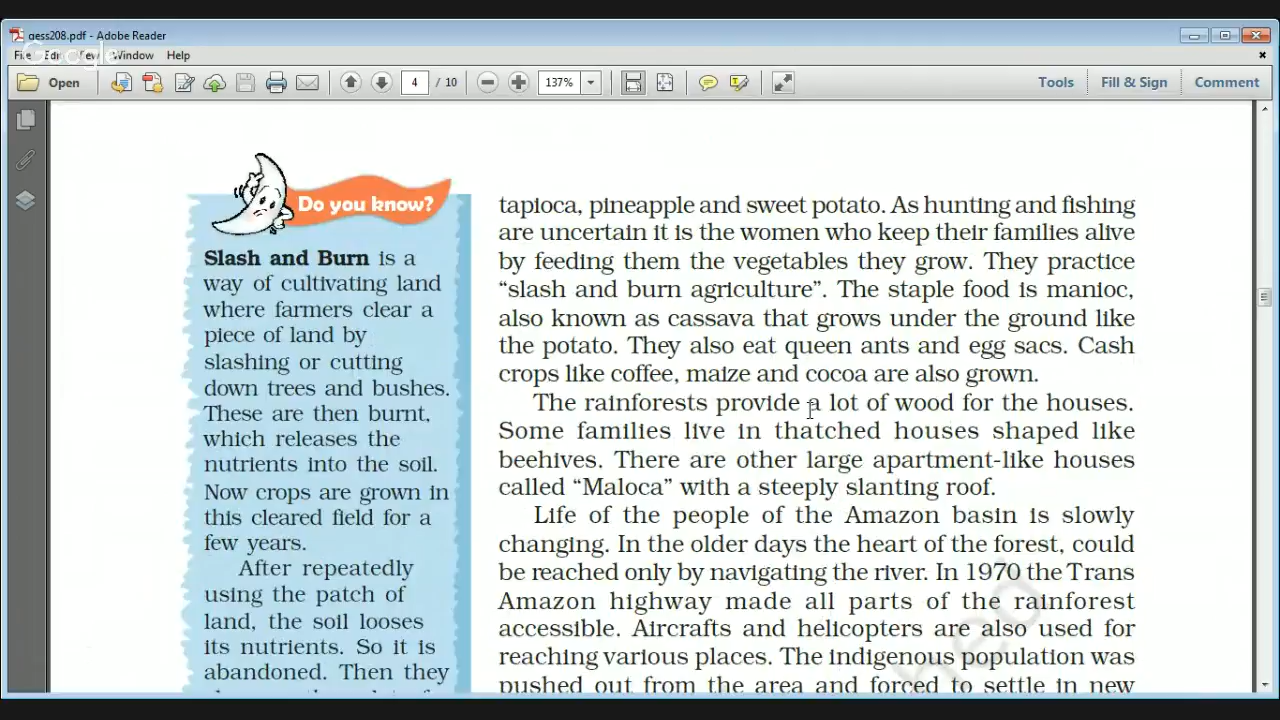 gess208.pdf - Adobe Reader
Google
File Edit View Window Help
Open 4 / 10 137% Tools Fill & Sign Comment
Do you know?
Slash and Burn is a
way of cultivating land
where farmers clear a
piece of land by
slashing or cutting
down trees and bushes.
These are then burnt,
which releases the
nutrients into the soil.
Now crops are grown in
this cleared field for a
few years.
After repeatedly
using the patch of
land, the soil looses
its nutrients. So it is
abandoned. Then they
tapioca, pineapple and sweet potato. As hunting and fishing
are uncertain it is the women who keep their families alive
by feeding them the vegetables they grow. They practice
“slash and burn agriculture”. The staple food is manioc,
also known as cassava that grows under the ground like
the potato. They also eat queen ants and egg sacs. Cash
crops like coffee, maize and cocoa are also grown.
The rainforests provide a lot of wood for the houses.
Some families live in thatched houses shaped like
beehives. There are other large apartment-like houses
called “Maloca” with a steeply slanting roof.
Life of the people of the Amazon basin is slowly
changing. In the older days the heart of the forest, could
be reached only by navigating the river. In 1970 the Trans
Amazon highway made all parts of the rainforest
accessible. Aircrafts and helicopters are also used for
reaching various places. The indigenous population was
pushed out from the area and forced to settle in new